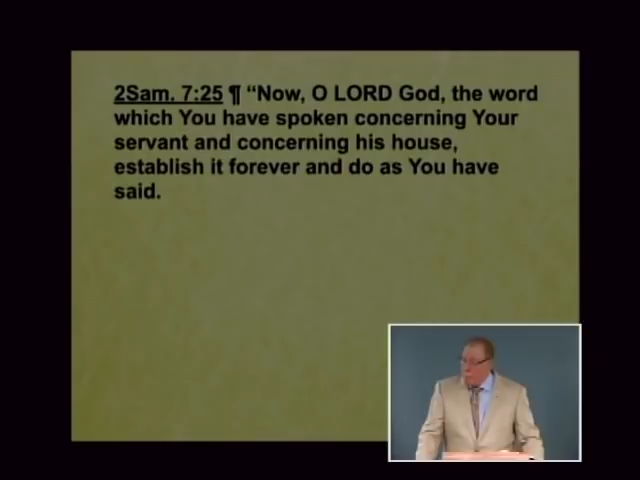 2Sam. 7:25 ¶ “Now, O LORD God, the word
which You have spoken concerning Your
servant and concerning his house,
establish it forever and do as You have
said.